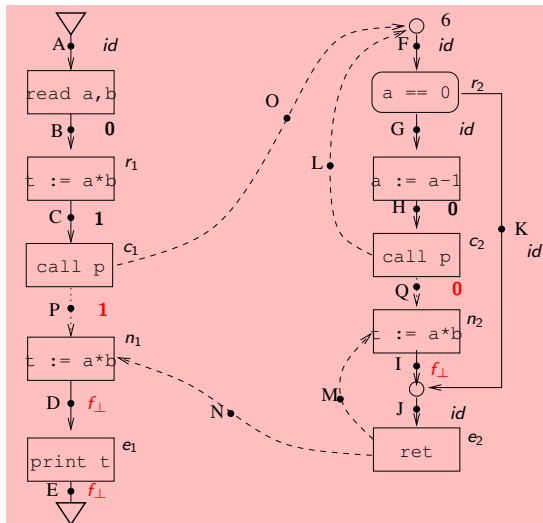 A id
read a,b
B 0
r1
t := a*b
C 1
c1
call p
P 1
n1
t := a*b
D f⊥
e1
print t
E f⊥
O
L
N
M
6
F id
r2
a == 0
G id
a := a-1
H 0
c2
call p
Q 0
n2
t := a*b
I f⊥
J id
e2
ret
K
id